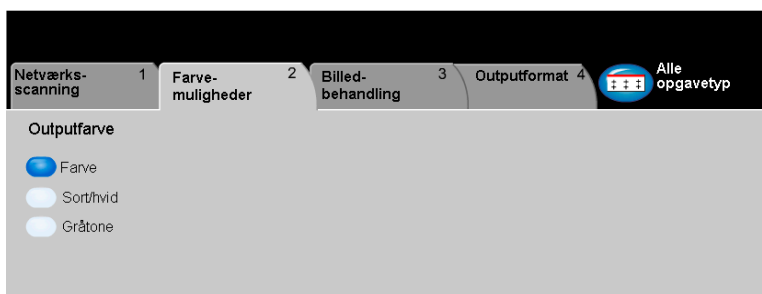 Netværks- 1
scanning
Farve- 2
muligheder
Billed- 3
behandling
Outputformat 4
Alle
opgavetyp
Outputfarve
Farve
Sort/hvid
Gråtone